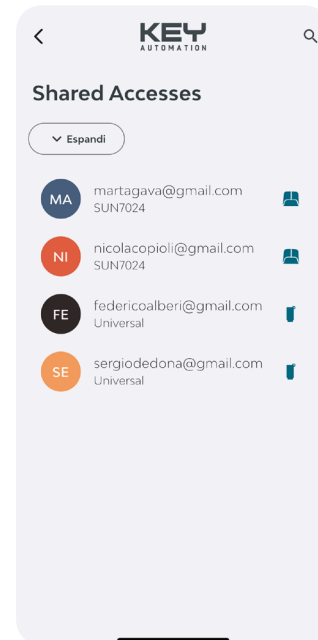 KEY
AUTOMATION
Shared Accesses
Espandi
MA
martagava@gmail.com
SUN7024
NI
nicolacopioli@gmail.com
SUN7024
FE
federicoalberi@gmail.com
Universal
SE
sergiodedona@gmail.com
Universal